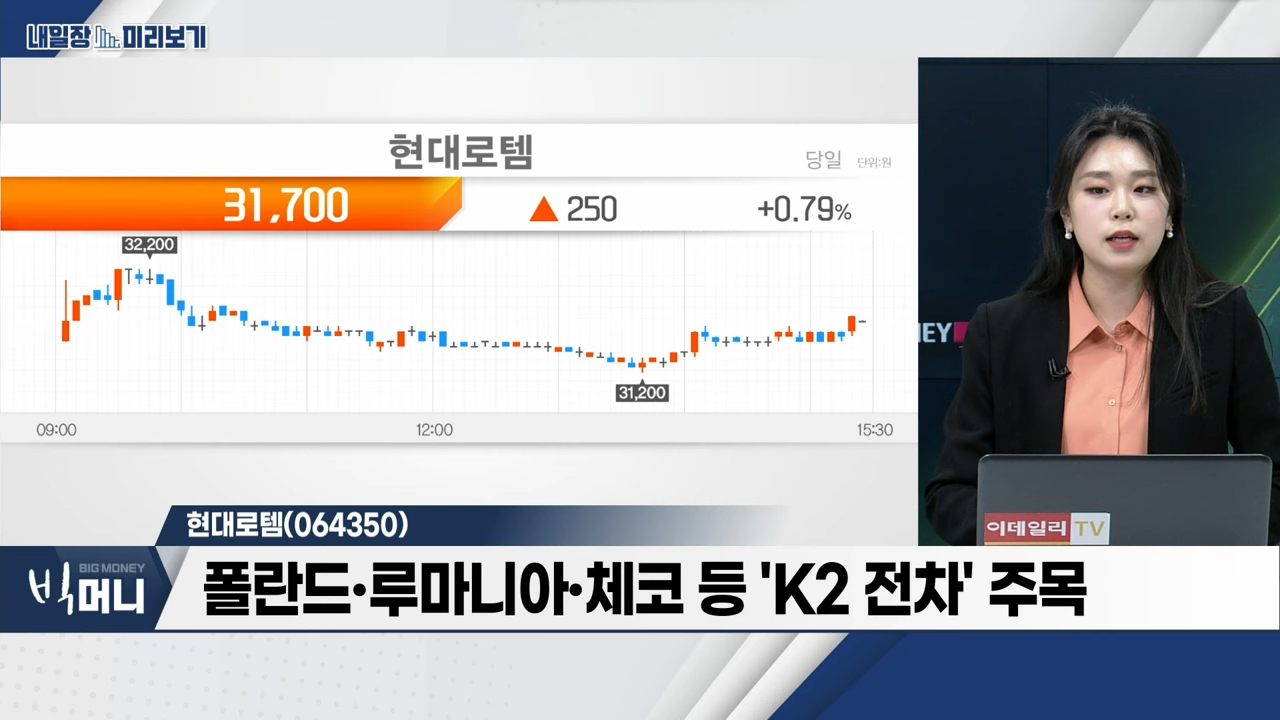 내일장 미리보기
현대로템
당일 단위:원
31,700 ▲ 250 +0.79%
32,200
31,200
09:00 12:00 15:30
NEY
이데일리 TV
현대로템(064350)
BIG MONEY
빅머니
폴란드·루마니아·체코 등 'K2 전차' 주목